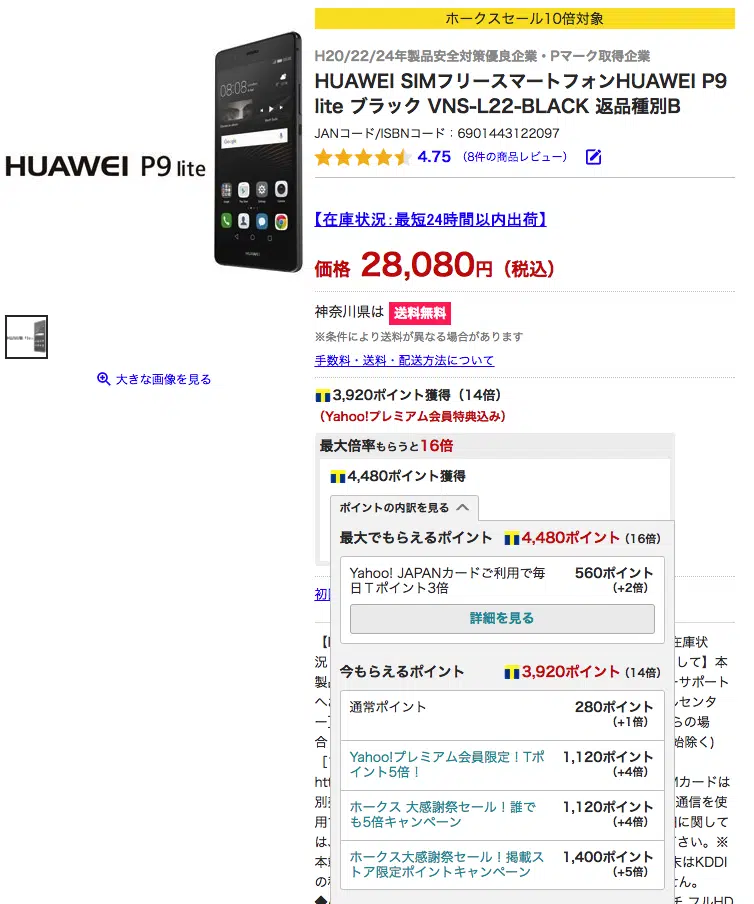 ホークスセール10倍対象
H20/22/24年製品安全対策優良企業・Pマーク取得企業
HUAWEI SIMフリースマートフォンHUAWEI P9
lite ブラック VNS-L22-BLACK 返品種別B
JANコード/ISBNコード：6901443122097
4.75 （8件の商品レビュー）
HUAWEI P9 lite
08:08
Google
HUAWEI
【在庫状況：最短24時間以内出荷】
価格 28,080円（税込）
神奈川県は 送料無料
※条件により送料が異なる場合があります
手数料・送料・配送方法について
大きな画像を見る
3,920ポイント獲得（14倍）
（Yahoo!プレミアム会員特典込み）
最大倍率もらうと16倍
4,480ポイント獲得
ポイントの内訳を見る
最大でもらえるポイント 4,480ポイント（16倍）
Yahoo! JAPANカードご利用で毎 560ポイント
日Tポイント3倍 （+2倍）
詳細を見る
初
今もらえるポイント 3,920ポイント（14倍）
通常ポイント 280ポイント
（+1倍）
Yahoo!プレミアム会員限定！Tポ 1,120ポイント
イント5倍！ （+4倍）
ホークス 大感謝祭セール！誰で 1,120ポイント
も5倍キャンペーン （+4倍）
ホークス大感謝祭セール！掲載ス 1,400ポイント
トア限定ポイントキャンペーン （+5倍）
在庫状
況 して】本
製 ーサポート
へ ルセンタ
ー らの場
合 始除く)
htt Mカードは
別 通信を使
用 に関して
は、 さい。※
本 末はKDDI
の せん。
フルHD